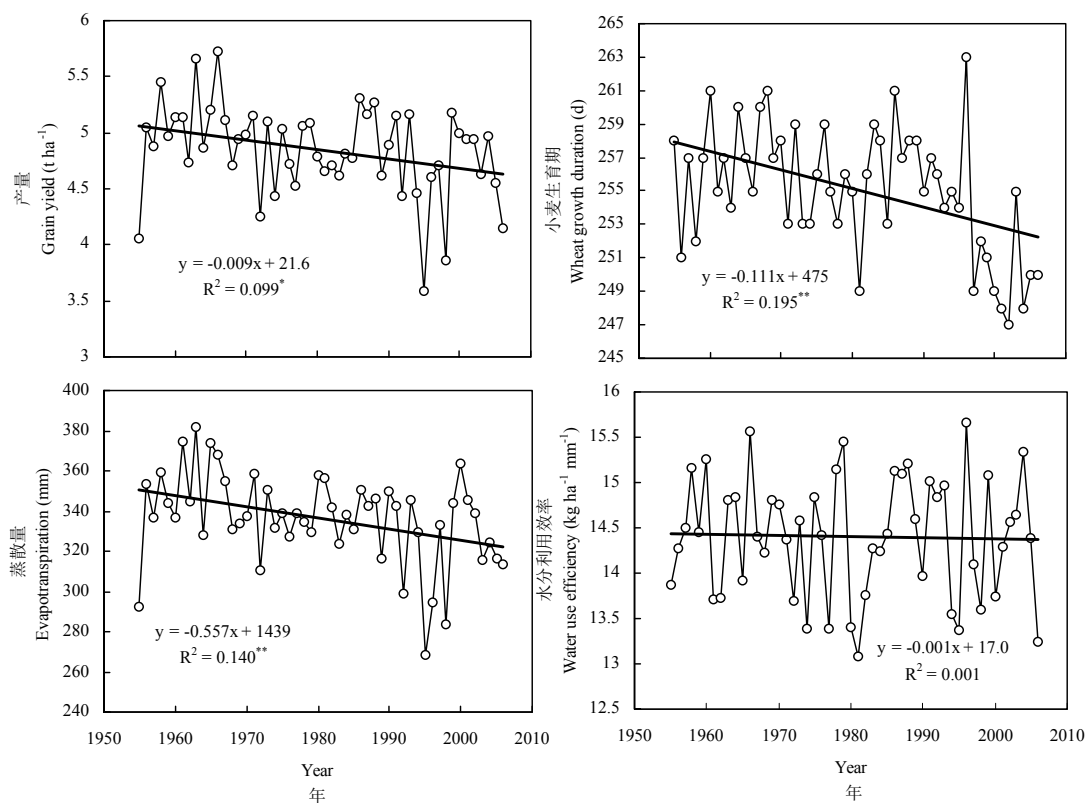 产量
Grain yield (t ha⁻¹)
6
5.5
5
4.5
4
3.5
3
y = -0.009x + 21.6
R² = 0.099*
小麦生育期
Wheat growth duration (d)
265
263
261
259
257
255
253
251
249
247
245
y = -0.111x + 475
R² = 0.195**
蒸散量
Evapotranspiration (mm)
400
380
360
340
320
300
280
260
240
y = -0.557x + 1439
R² = 0.140**
1950 1960 1970 1980 1990 2000 2010
Year
年
水分利用效率
Water use efficiency (kg ha⁻¹ mm⁻¹)
16
15.5
15
14.5
14
13.5
13
12.5
y = -0.001x + 17.0
R² = 0.001
1950 1960 1970 1980 1990 2000 2010
Year
年